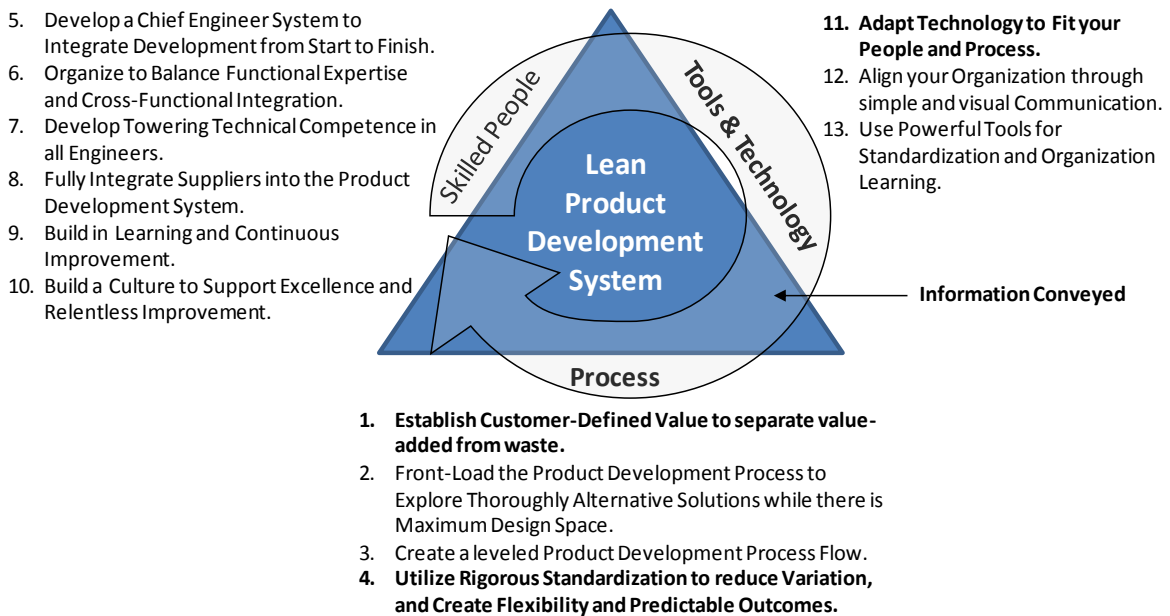 5. Develop a Chief Engineer System to
Integrate Development from Start to Finish.
6. Organize to Balance Functional Expertise
and Cross-Functional Integration.
7. Develop Towering Technical Competence in
all Engineers.
8. Fully Integrate Suppliers into the Product
Development System.
9. Build in Learning and Continuous
Improvement.
10. Build a Culture to Support Excellence and
Relentless Improvement.
Skilled People
Tools & Technology
Lean
Product
Development
System
Process
11. Adapt Technology to Fit your
People and Process.
12. Align your Organization through
simple and visual Communication.
13. Use Powerful Tools for
Standardization and Organization
Learning.
Information Conveyed
1. Establish Customer-Defined Value to separate value-
added from waste.
2. Front-Load the Product Development Process to
Explore Thoroughly Alternative Solutions while there is
Maximum Design Space.
3. Create a leveled Product Development Process Flow.
4. Utilize Rigorous Standardization to reduce Variation,
and Create Flexibility and Predictable Outcomes.